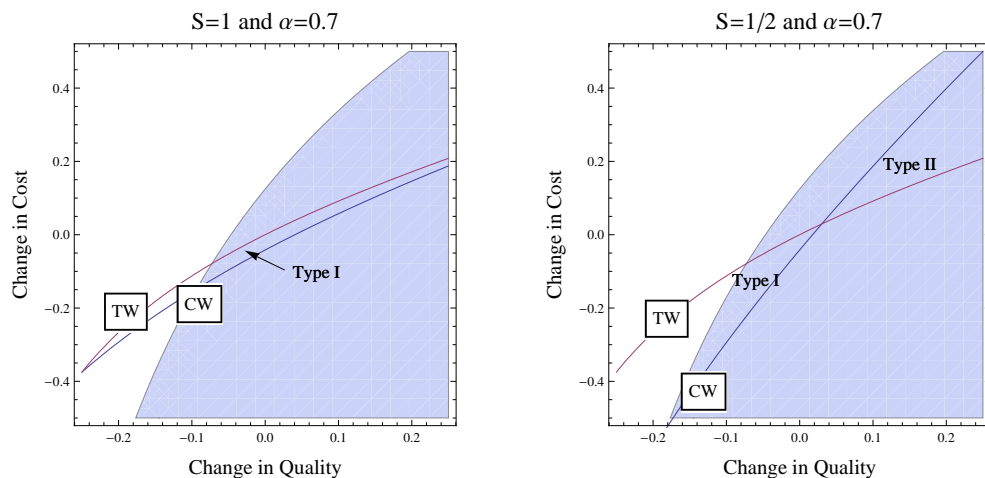 S=1 and α=0.7
Change in Cost
0.4
0.2
0.0
−0.2
−0.4
Type I
TW
CW
−0.2
−0.1
0.0
0.1
0.2
Change in Quality
S=1/2 and α=0.7
Change in Cost
0.4
0.2
0.0
−0.2
−0.4
Type II
Type I
TW
CW
−0.2
−0.1
0.0
0.1
0.2
Change in Quality